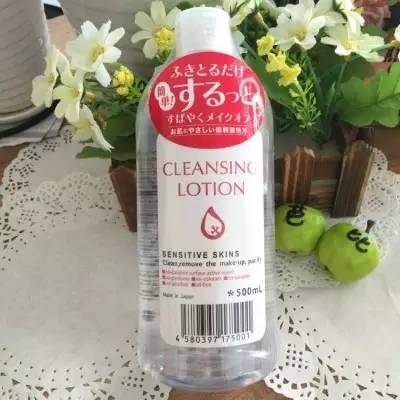 ふきとるだけ
簡単!
するっと
すばやくメイクオフ
お肌にやさしい低刺激処方
CLEANSING
LOTION
SENSITIVE SKINS
Clean,remove the make-up, purify
Made in Japan
500mL
4 580397 175001